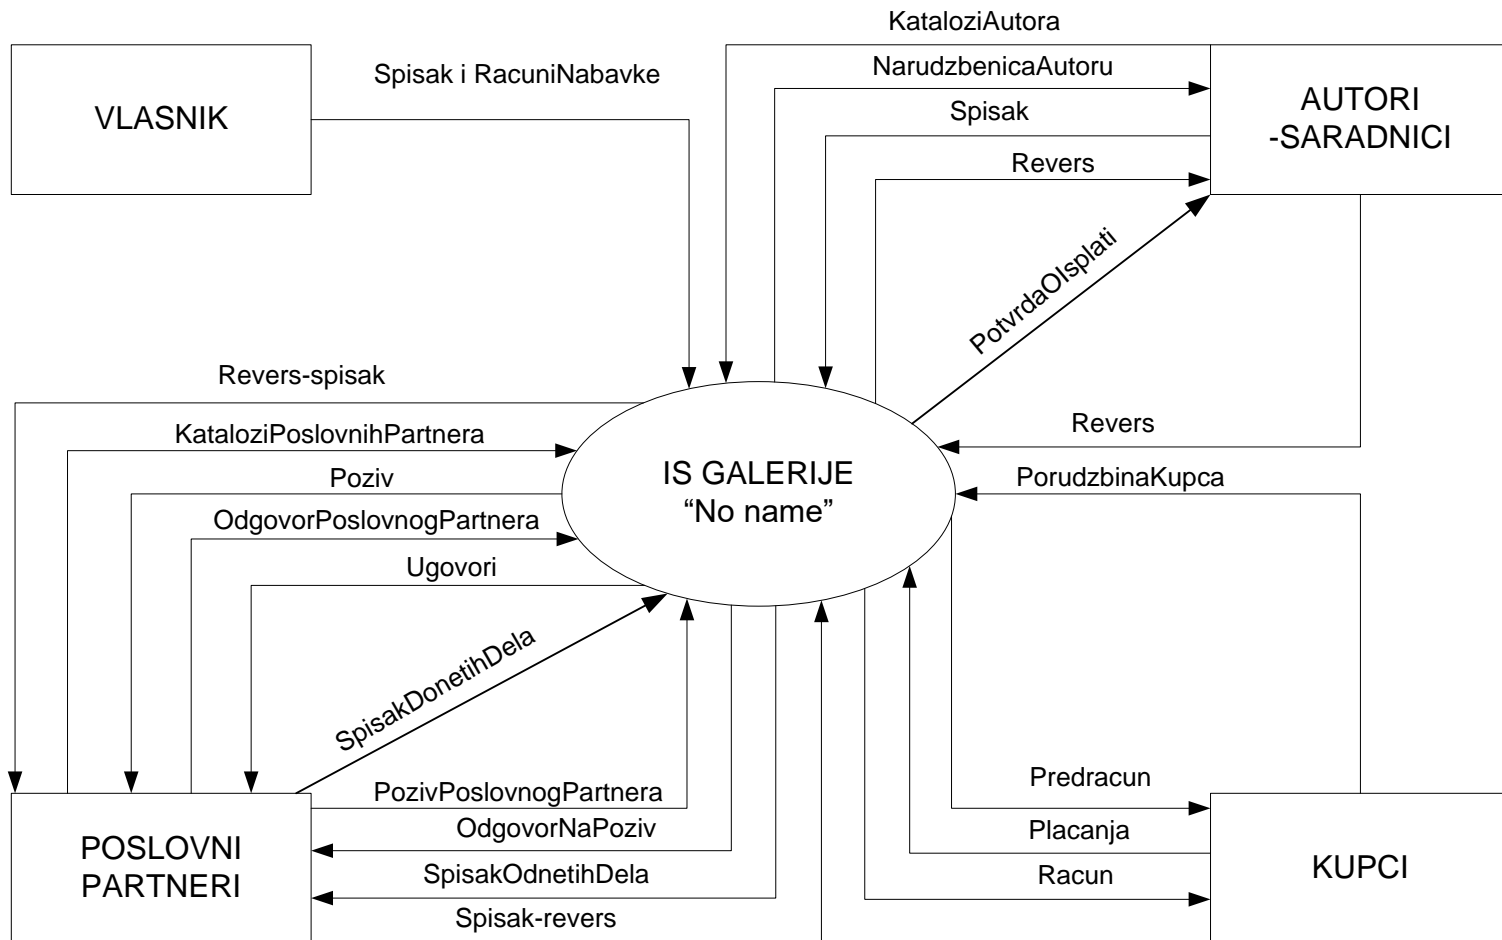 KataloziAutora
Spisak i RacuniNabavke
NarudzbenicaAutoru
VLASNIK
AUTORI
-SARADNICI
Spisak
Revers
PotvrdaOIsplati
Revers-spisak
Revers
KataloziPoslovnihPartnera
IS GALERIJE
“No name”
Poziv
PorudzbinaKupca
OdgovorPoslovnogPartnera
Ugovori
SpisakDonetihDela
PozivPoslovnogPartnera
Predracun
OdgovorNaPoziv
Placanja
POSLOVNI
PARTNERI
KUPCI
SpisakOdnetihDela
Racun
Spisak-revers